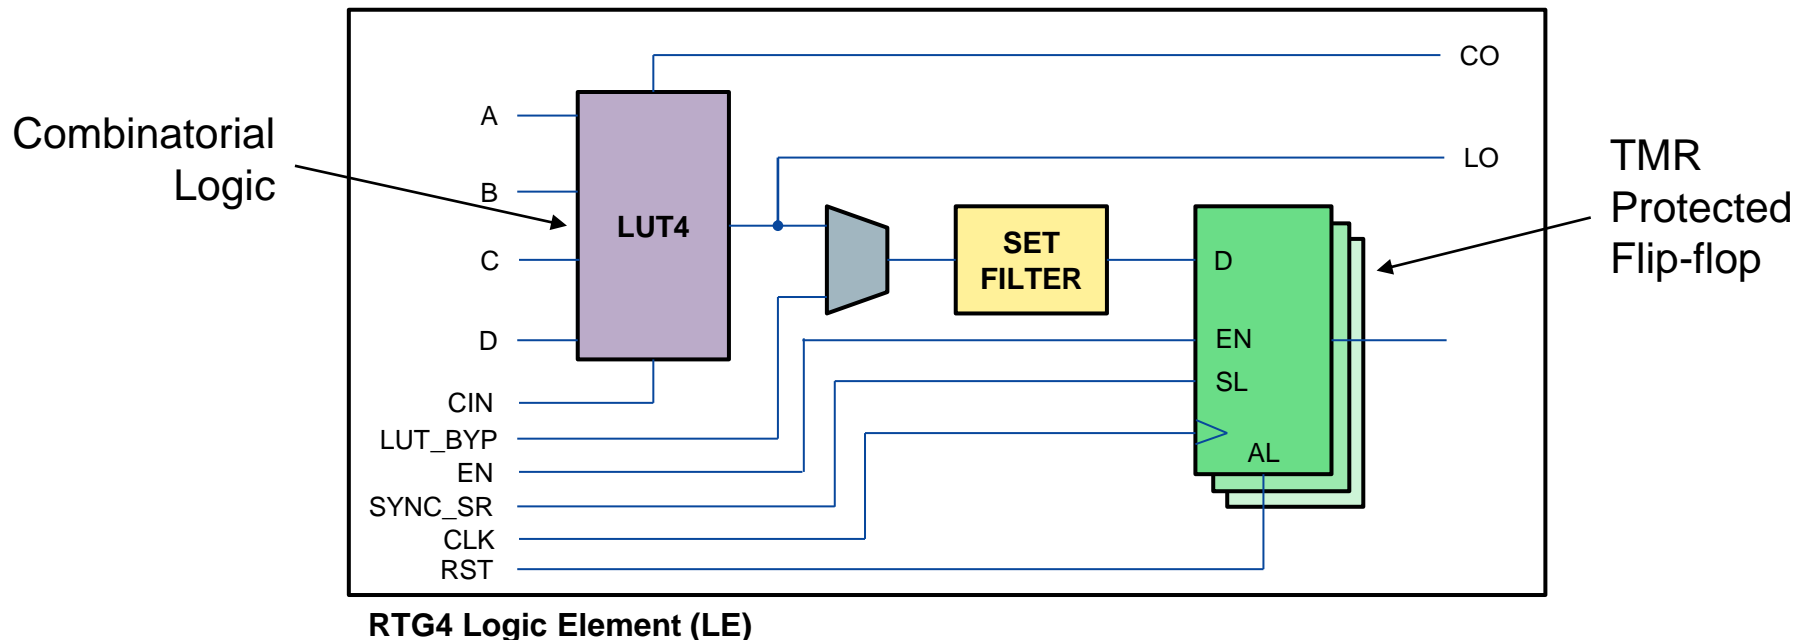 CO
A
Combinatorial
Logic
LO
TMR
Protected
Flip-flop
B
LUT4
SET
FILTER
C
D
D
EN
SL
AL
CIN
LUT_BYP
EN
SYNC_SR
CLK
RST
RTG4 Logic Element (LE)